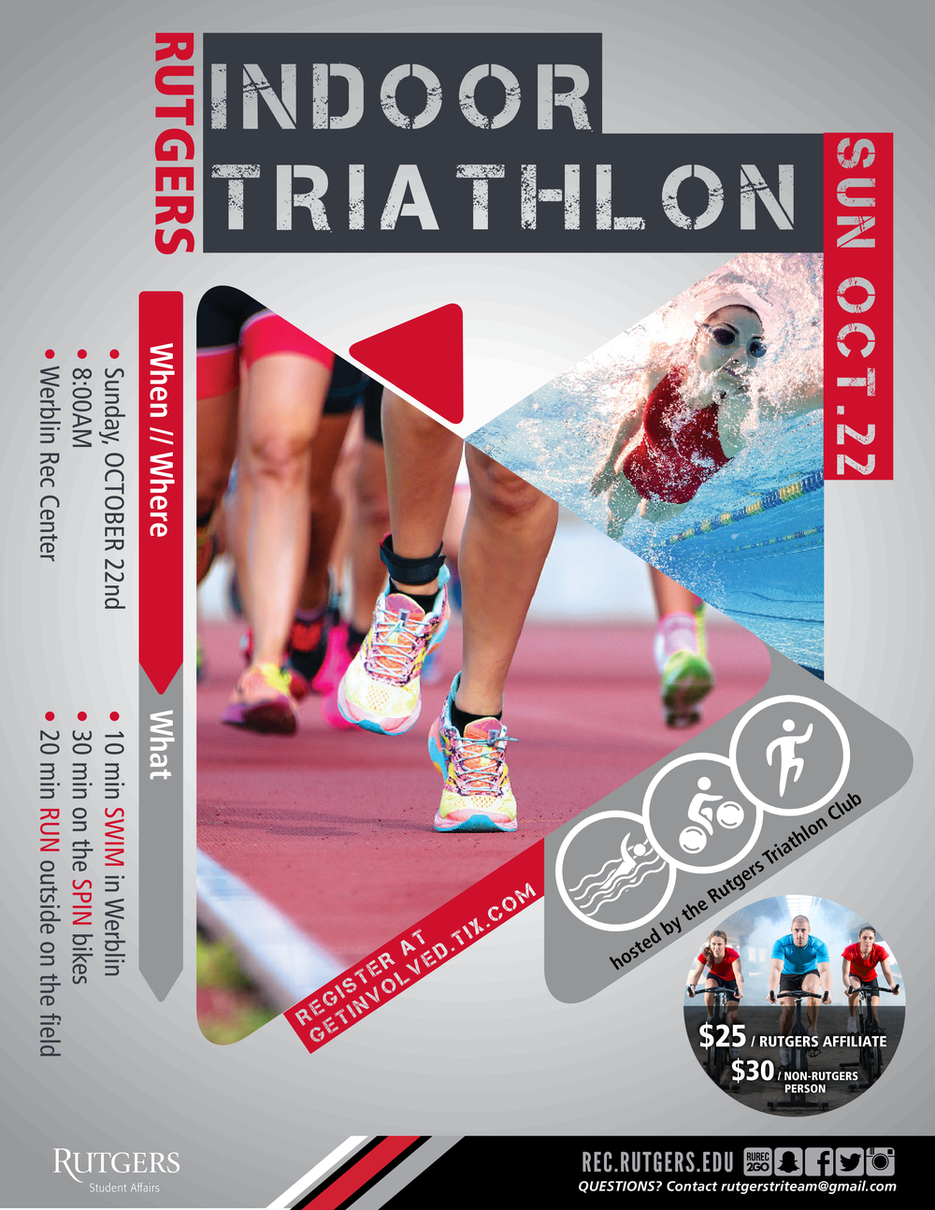 RUTGERS
INDOOR
TRIATHLON
SUN OCT.22
When // Where
• Sunday, OCTOBER 22nd
• 8:00AM
• Werblin Rec Center
What
• 10 min SWIM in Werblin
• 30 min on the SPIN bikes
• 20 min RUN outside on the field
REGISTER AT
GETINVOLVED.TIX.COM
hosted by the Rutgers Triathlon Club
$25 / RUTGERS AFFILIATE
$30 / NON-RUTGERS
PERSON
RUTGERS
Student Affairs
REC.RUTGERS.EDU
RUREC
2GO
QUESTIONS? Contact rutgerstriteam@gmail.com